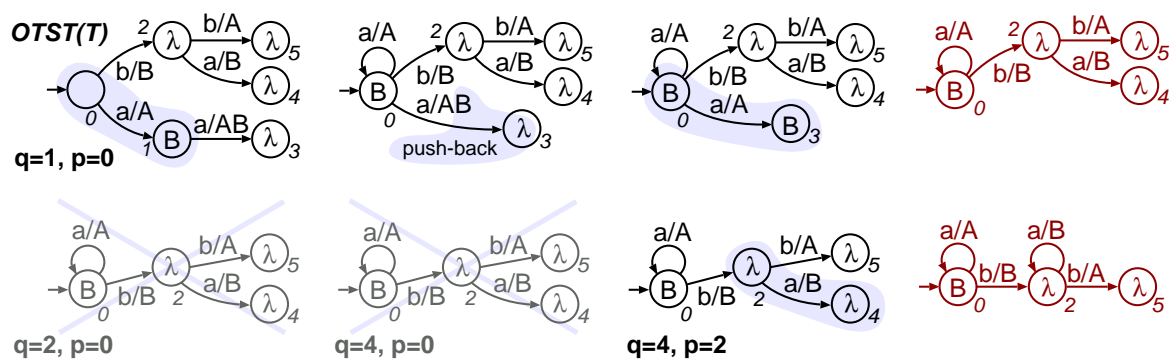 OTST(T)
2 λ b/A λ 5
b/B a/B λ 4
0 a/A
1 B a/AB λ 3
q=1, p=0
a/A 2 λ b/A λ 5
B b/B a/B λ 4
0 a/AB
λ 3
push-back
a/A 2 λ b/A λ 5
B b/B a/B λ 4
0 a/A
B 3
a/A 2 λ b/A λ 5
B b/B a/B λ 4
0
a/A λ b/A λ 5
B b/B 2 a/B λ 4
0
q=2, p=0
a/A λ b/A λ 5
B b/B 2 a/B λ 4
0
q=4, p=0
a/A λ b/A λ 5
B b/B 2 a/B λ 4
0
q=4, p=2
a/A a/B
B b/B λ b/A λ
0 2 5